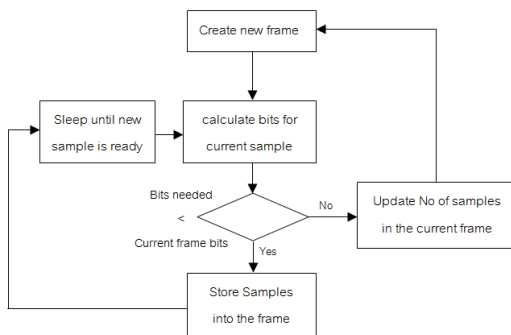 Create new frame
Sleep until new
sample is ready
calculate bits for
current sample
Bits needed
<
Current frame bits
No
Yes
Update No of samples
in the current frame
Store Samples
into the frame